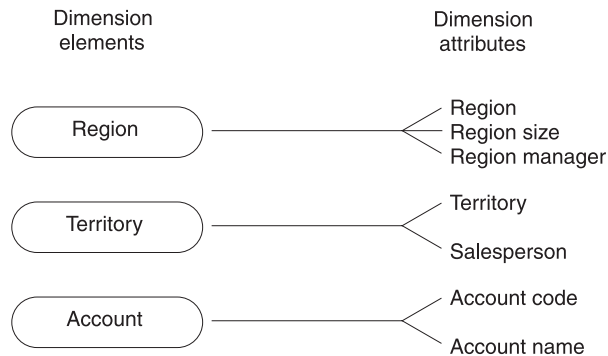 Dimension
elements
Dimension
attributes
Region
Region
Region size
Region manager
Territory
Territory
Salesperson
Account
Account code
Account name